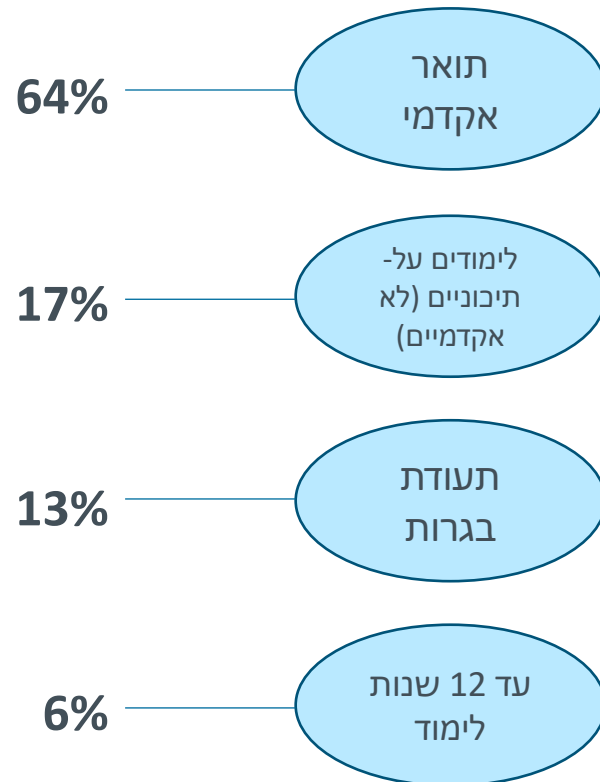 תואר
אקדמי
64%
לימודים על-
תיכוניים (לא
אקדמיים)
17%
תעודת
בגרות
13%
עד 12 שנות
לימוד
6%